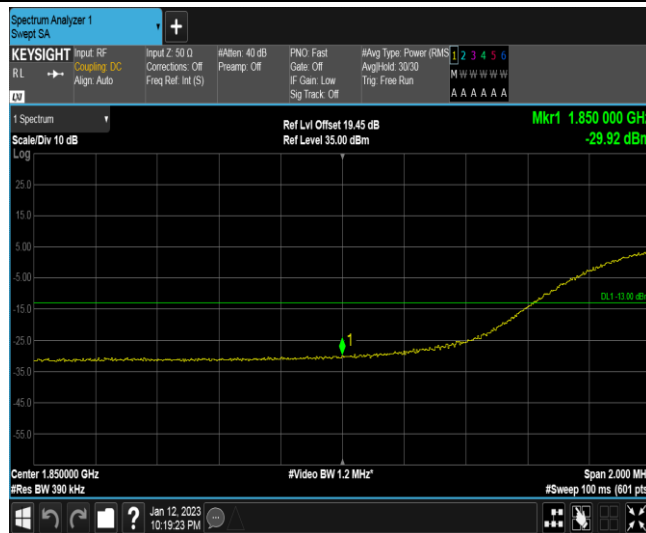 Spectrum Analyzer 1
Swept SA
+
KEYSIGHT
RL
LXI
Input: RF
Coupling: DC
Align: Auto
Input Z: 50 Ω
Corrections: Off
Freq Ref: Int (S)
#Atten: 40 dB
Preamp: Off
PNO: Fast
Gate: Off
IF Gain: Low
Sig Track: Off
#Avg Type: Power (RMS
Avg|Hold: 30/30
Trig: Free Run
1 2 3 4 5 6
M W W W W W
A A A A A A
1 Spectrum
Scale/Div 10 dB
Ref Lvl Offset 19.45 dB
Ref Level 35.00 dBm
Mkr1 1.850 000 GH
-29.92 dBm
Log
25.0
15.0
5.00
-5.00
DL1 -13.00 dB
-15.0
-25.0
1
-35.0
-45.0
-55.0
Center 1.850000 GHz
#Res BW 390 kHz
#Video BW 1.2 MHz*
Span 2.000 MH
#Sweep 100 ms (601 pts
?
Jan 12, 2023
10:19:23 PM